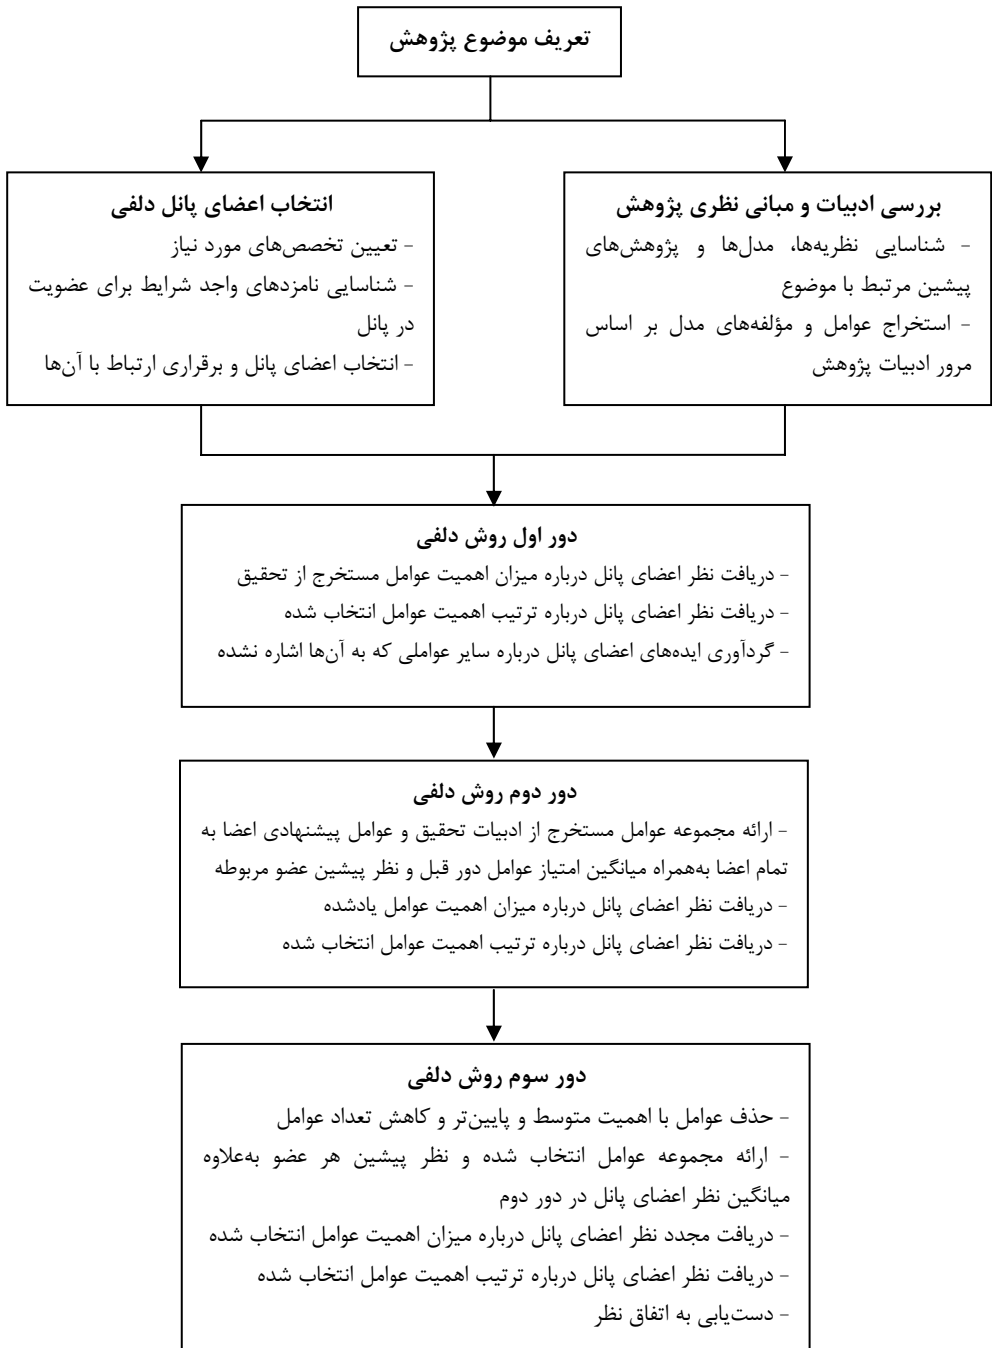 تعریف موضوع پژوهش
بررسی ادبیات و مبانی نظری پژوهش
- شناسایی نظریه‌ها، مدل‌ها و پژوهش‌های
پیشین مرتبط با موضوع
- استخراج عوامل و مؤلفه‌های مدل بر اساس
مرور ادبیات پژوهش
انتخاب اعضای پانل دلفی
- تعیین تخصص‌های مورد نیاز
- شناسایی نامزدهای واجد شرایط برای عضویت
در پانل
- انتخاب اعضای پانل و برقراری ارتباط با آن‌ها
دور اول روش دلفی
- دریافت نظر اعضای پانل درباره میزان اهمیت عوامل مستخرج از تحقیق
- دریافت نظر اعضای پانل درباره ترتیب اهمیت عوامل انتخاب شده
- گردآوری ایده‌های اعضای پانل درباره سایر عواملی که به آن‌ها اشاره نشده
دور دوم روش دلفی
- ارائه مجموعه عوامل مستخرج از ادبیات تحقیق و عوامل پیشنهادی اعضا به
تمام اعضا به‌همراه میانگین امتیاز عوامل دور قبل و نظر پیشین عضو مربوطه
- دریافت نظر اعضای پانل درباره میزان اهمیت عوامل یادشده
- دریافت نظر اعضای پانل درباره ترتیب اهمیت عوامل انتخاب شده
دور سوم روش دلفی
- حذف عوامل با اهمیت متوسط و پایین‌تر و کاهش تعداد عوامل
- ارائه مجموعه عوامل انتخاب شده و نظر پیشین هر عضو به‌علاوه
میانگین نظر اعضای پانل در دور دوم
- دریافت مجدد نظر اعضای پانل درباره میزان اهمیت عوامل انتخاب شده
- دریافت نظر اعضای پانل درباره ترتیب اهمیت عوامل انتخاب شده
- دست‌یابی به اتفاق نظر